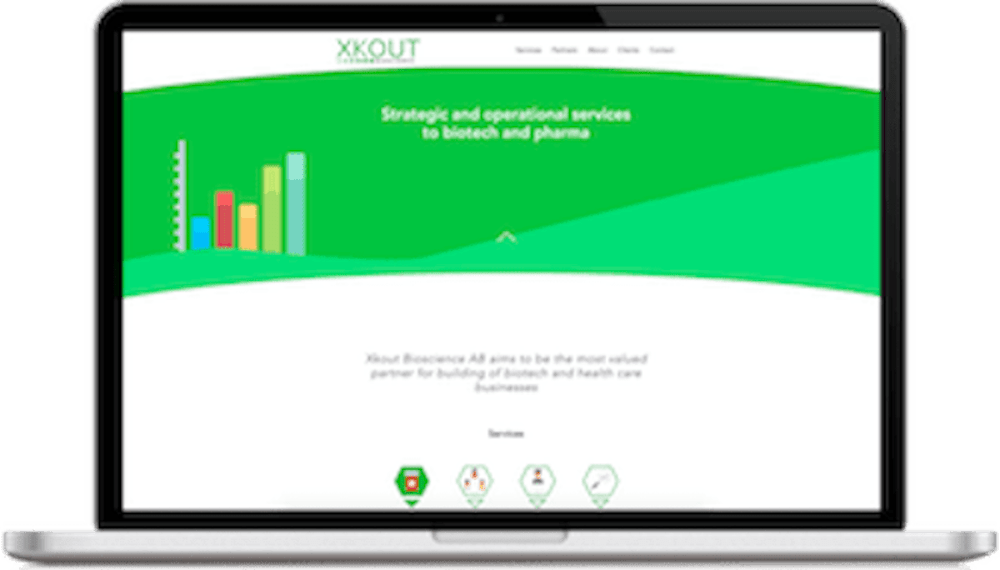 XKOUT
Services Partners About Clients Contact
Strategic and operational services
to biotech and pharma
Xkout Bioscience AB aims to be the most valued
partner for building of biotech and health care
businesses
Services